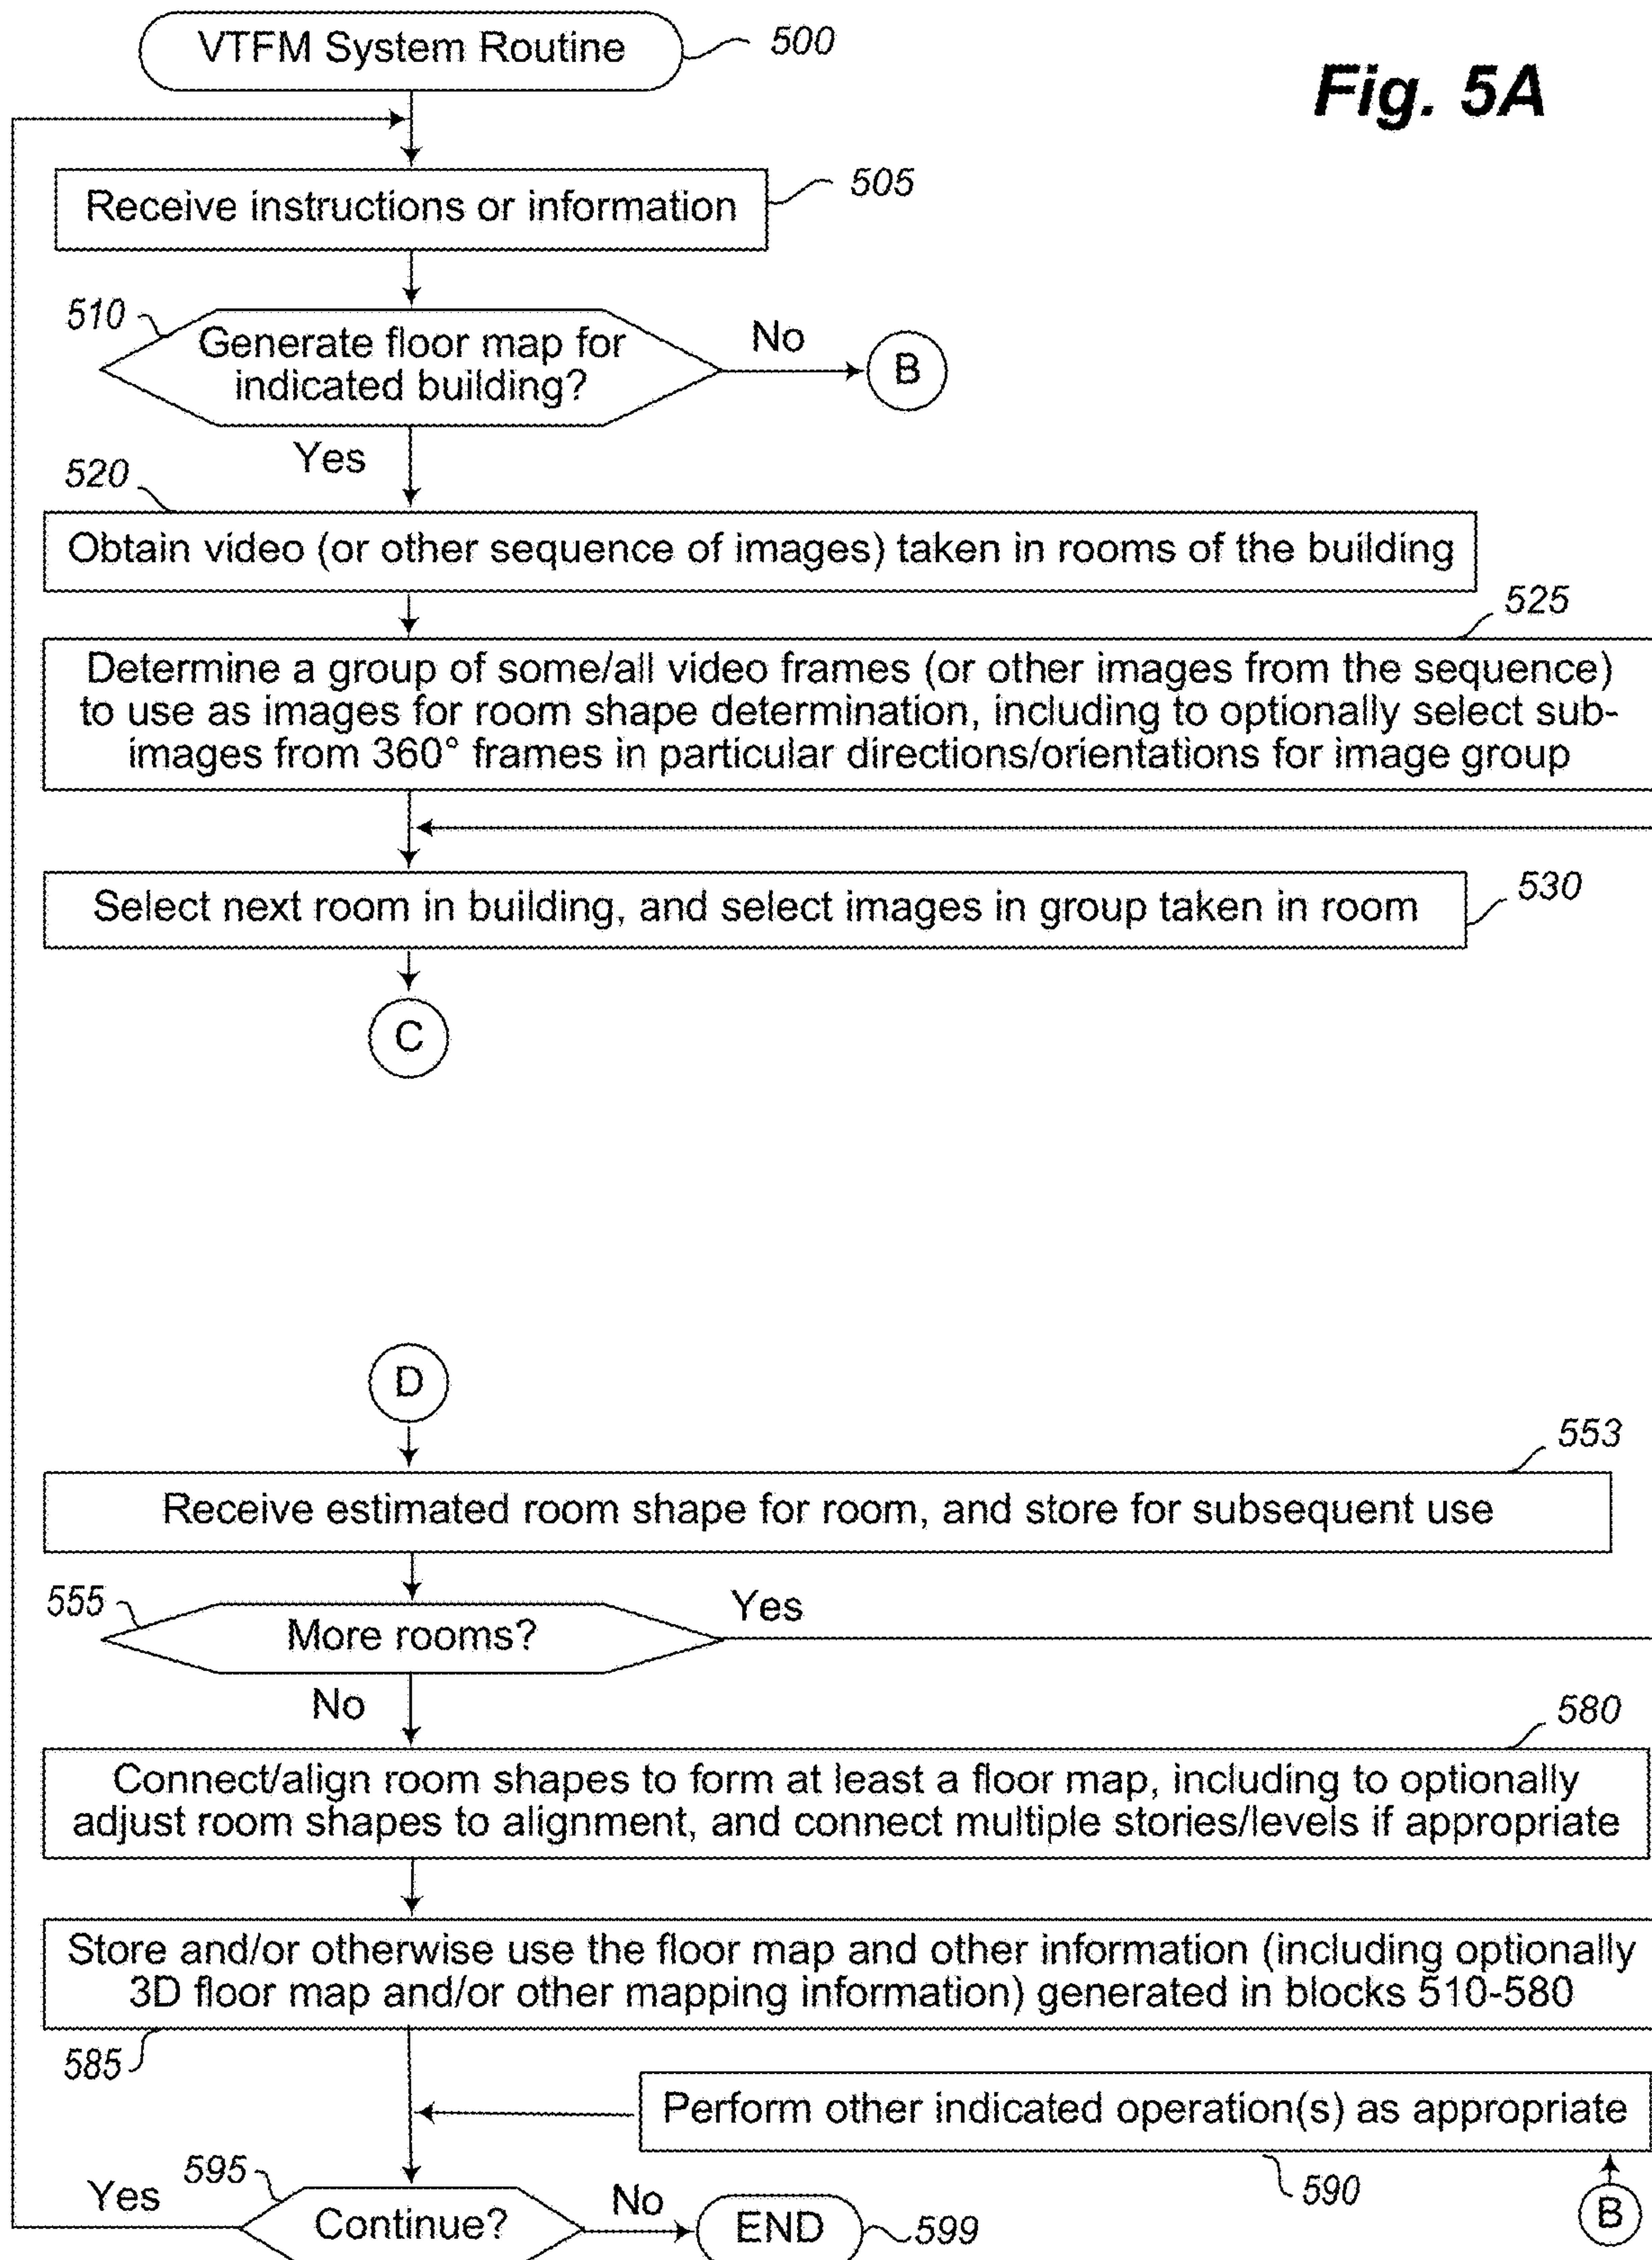 VTFM System Routine
500
Fig. 5A
Receive instructions or information
505
510
Generate floor map for
indicated building?
No
B
Yes
520
Obtain video (or other sequence of images) taken in rooms of the building
525
Determine a group of some/all video frames (or other images from the sequence)
to use as images for room shape determination, including to optionally select sub-
images from 360° frames in particular directions/orientations for image group
Select next room in building, and select images in group taken in room
530
C
D
553
Receive estimated room shape for room, and store for subsequent use
555
More rooms?
Yes
No
580
Connect/align room shapes to form at least a floor map, including to optionally
adjust room shapes to alignment, and connect multiple stories/levels if appropriate
Store and/or otherwise use the floor map and other information (including optionally
3D floor map and/or other mapping information) generated in blocks 510-580
585
Perform other indicated operation(s) as appropriate
590
B
595
Yes
Continue?
No
END
599